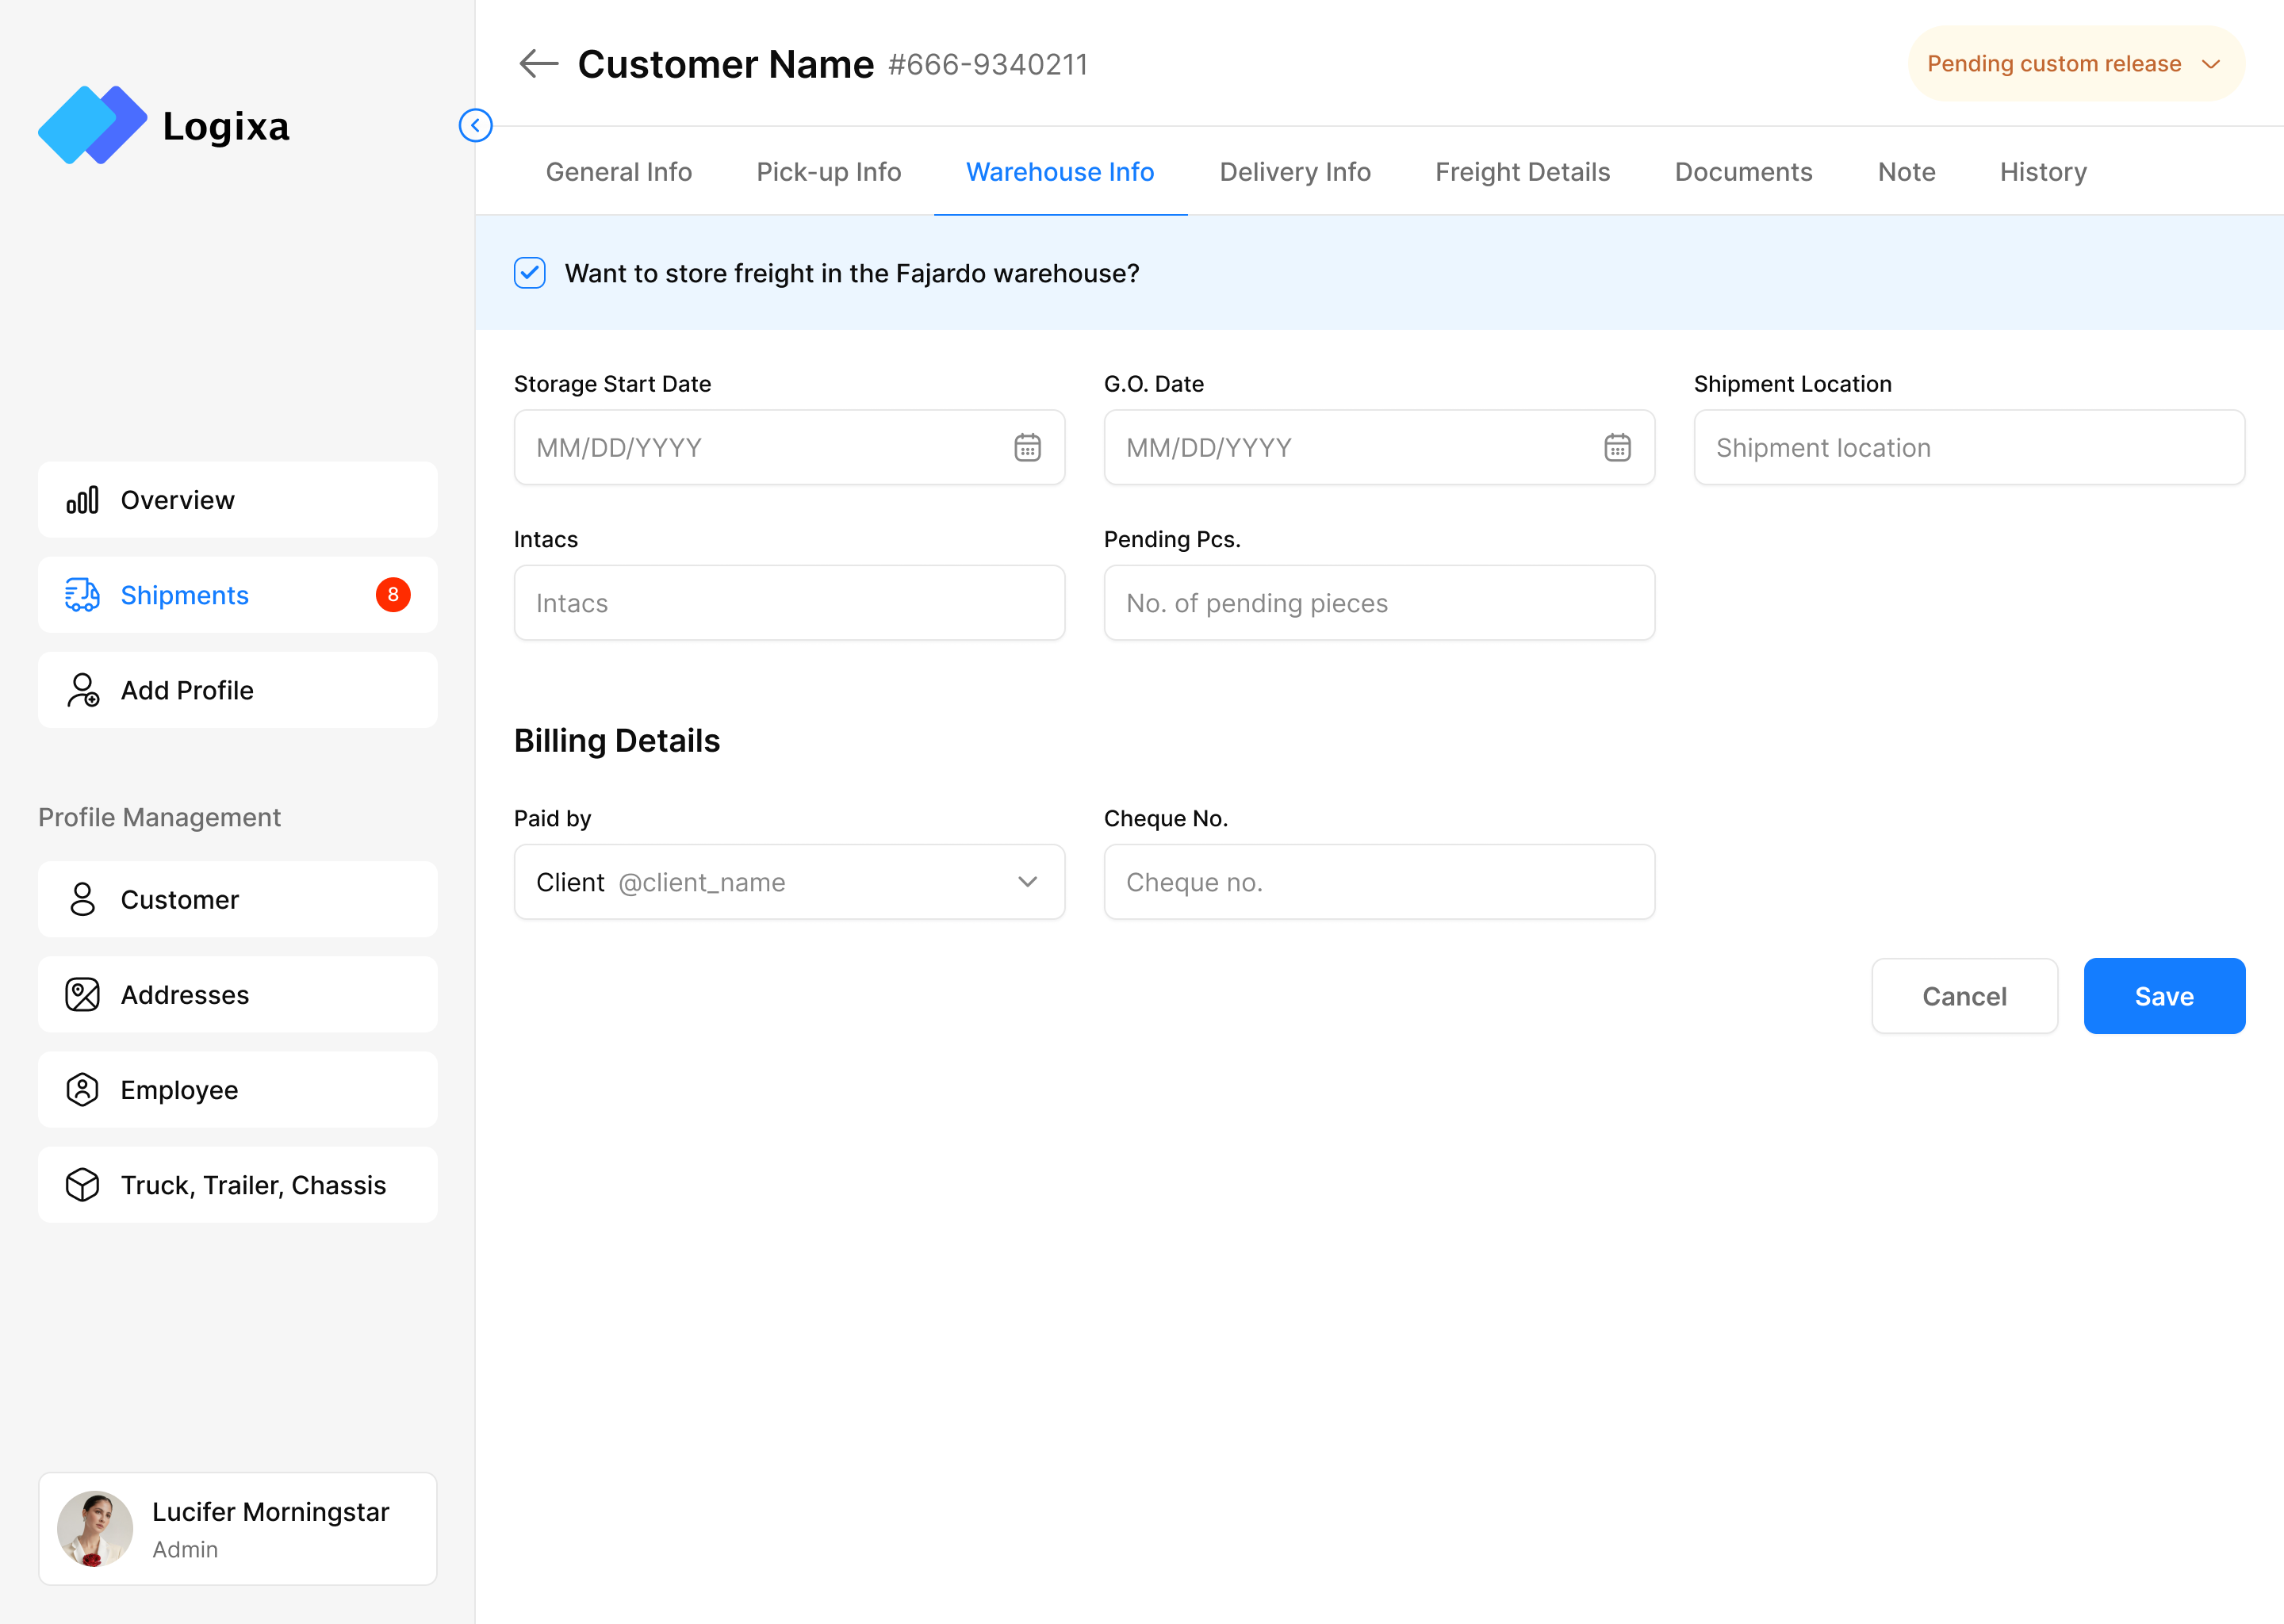 Logixa
Overview
Shipments 8
Add Profile
Profile Management
Customer
Addresses
Employee
Truck, Trailer, Chassis
Lucifer Morningstar
Admin
Customer Name #666-9340211
Pending custom release
General Info Pick-up Info Warehouse Info Delivery Info Freight Details Documents Note History
Want to store freight in the Fajardo warehouse?
Storage Start Date G.O. Date Shipment Location
MM/DD/YYYY MM/DD/YYYY Shipment location
Intacs Pending Pcs.
Intacs No. of pending pieces
Billing Details
Paid by Cheque No.
Client @client_name Cheque no.
Cancel Save